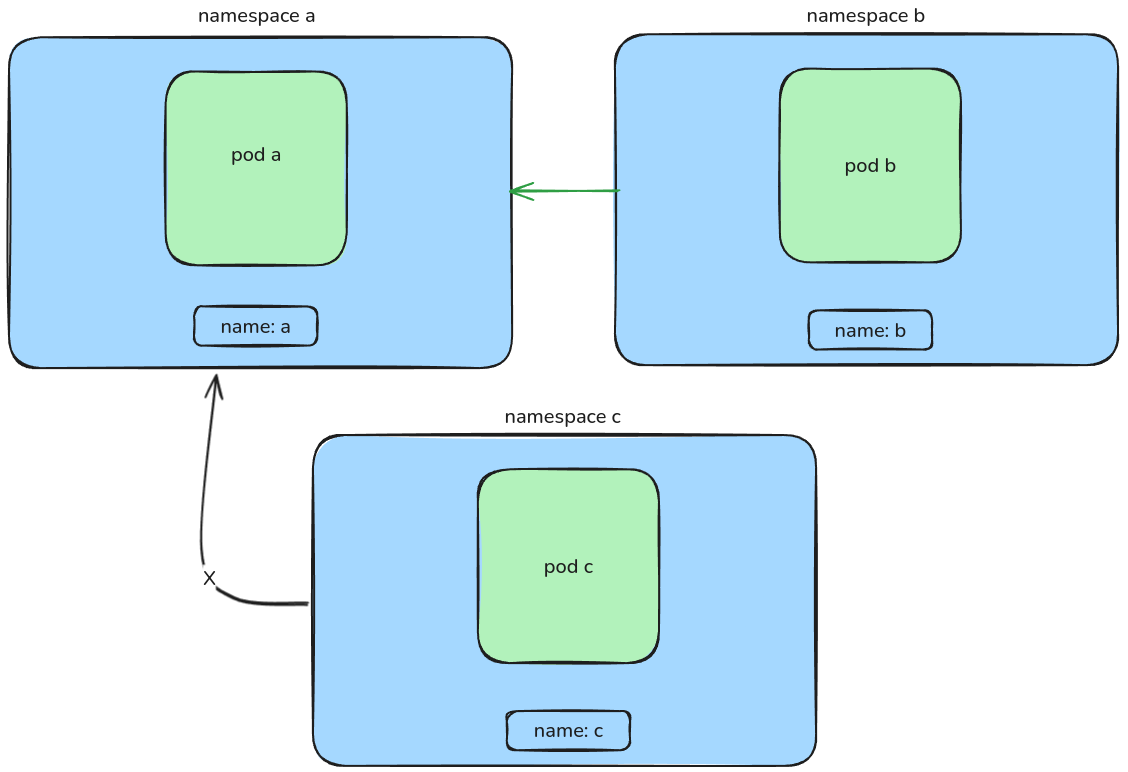 namespace a
namespace b
pod a
pod b
name: a
name: b
namespace c
pod c
X
name: c